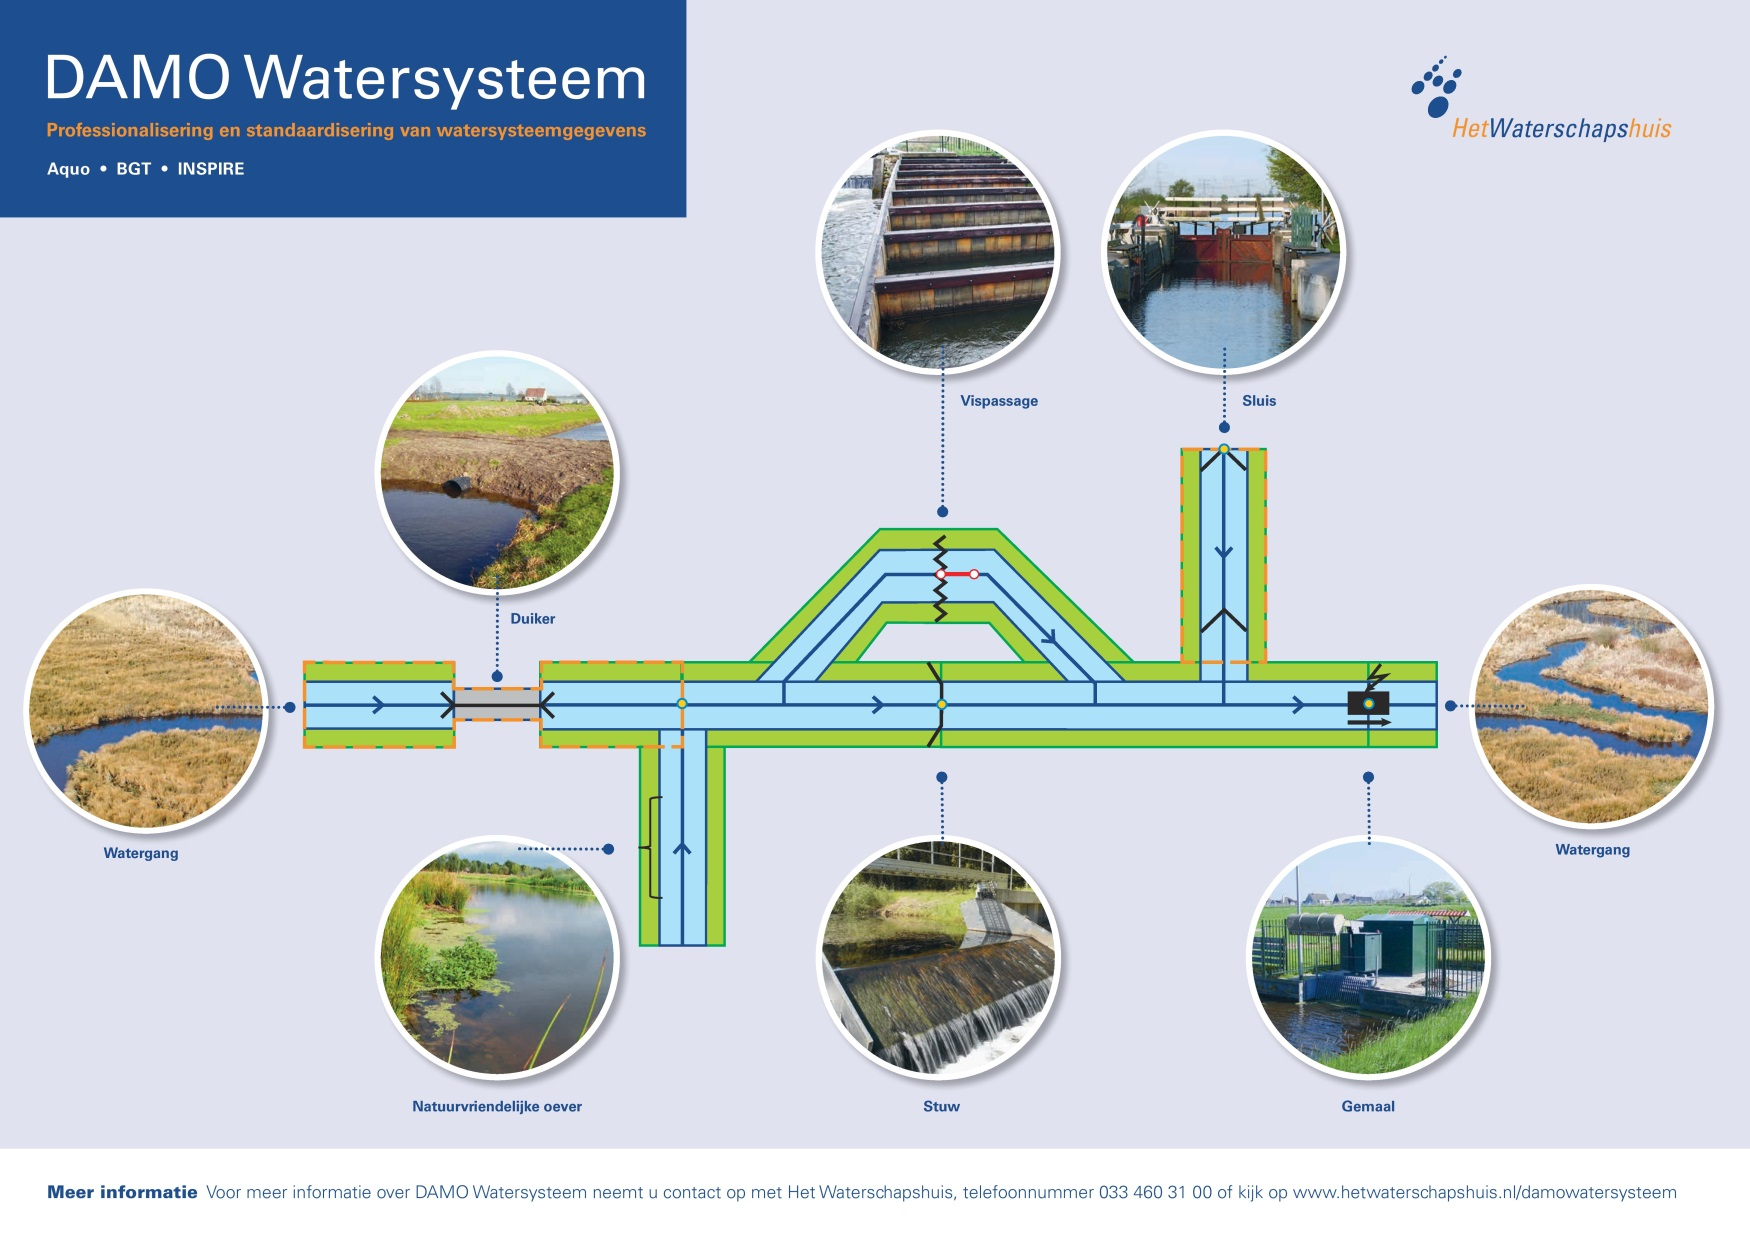 DAMO Watersysteem
Professionalisering en standaardisering van watersysteemgegevens
Aquo • BGT • INSPIRE
HetWaterschapshuis
Vispassage
Sluis
Duiker
Watergang
Watergang
Natuurvriendelijke oever
Stuw
Gemaal
Meer informatie Voor meer informatie over DAMO Watersysteem neemt u contact op met Het Waterschapshuis, telefoonnummer 033 460 31 00 of kijk op www.hetwaterschapshuis.nl/damowatersysteem